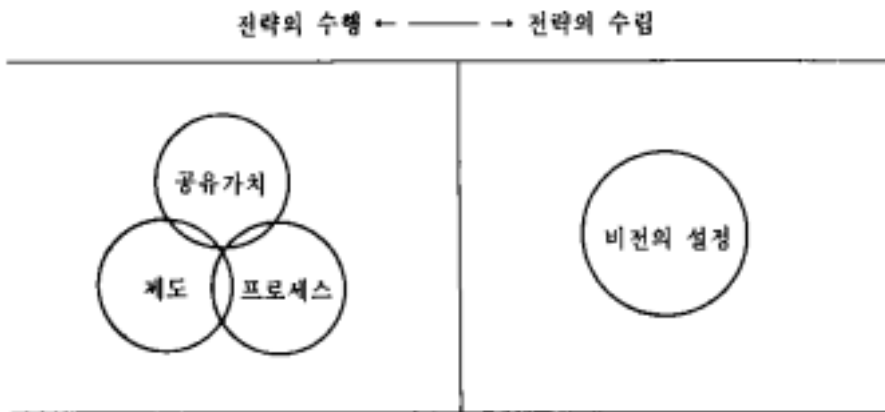 전략의 수행 ← ——— → 전략의 수립
공유가치
제도 프로세스
비전의 설정